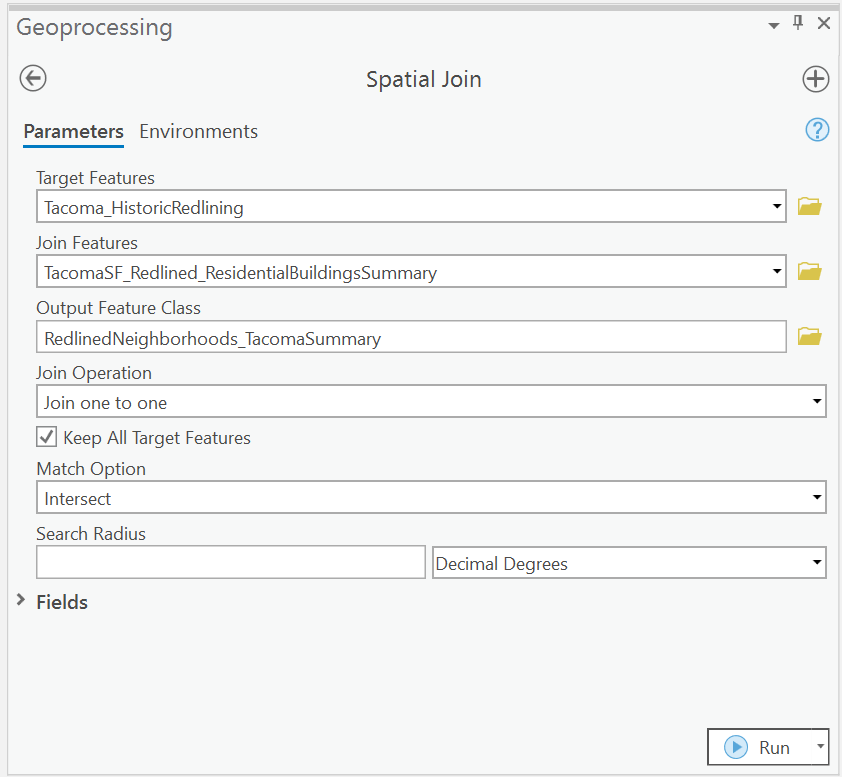 Geoprocessing
Spatial Join
Parameters Environments
?
Target Features
Tacoma_HistoricRedlining
Join Features
TacomaSF_Redlined_ResidentialBuildingsSummary
Output Feature Class
RedlinedNeighborhoods_TacomaSummary
Join Operation
Join one to one
Keep All Target Features
Match Option
Intersect
Search Radius
Decimal Degrees
Fields
Run